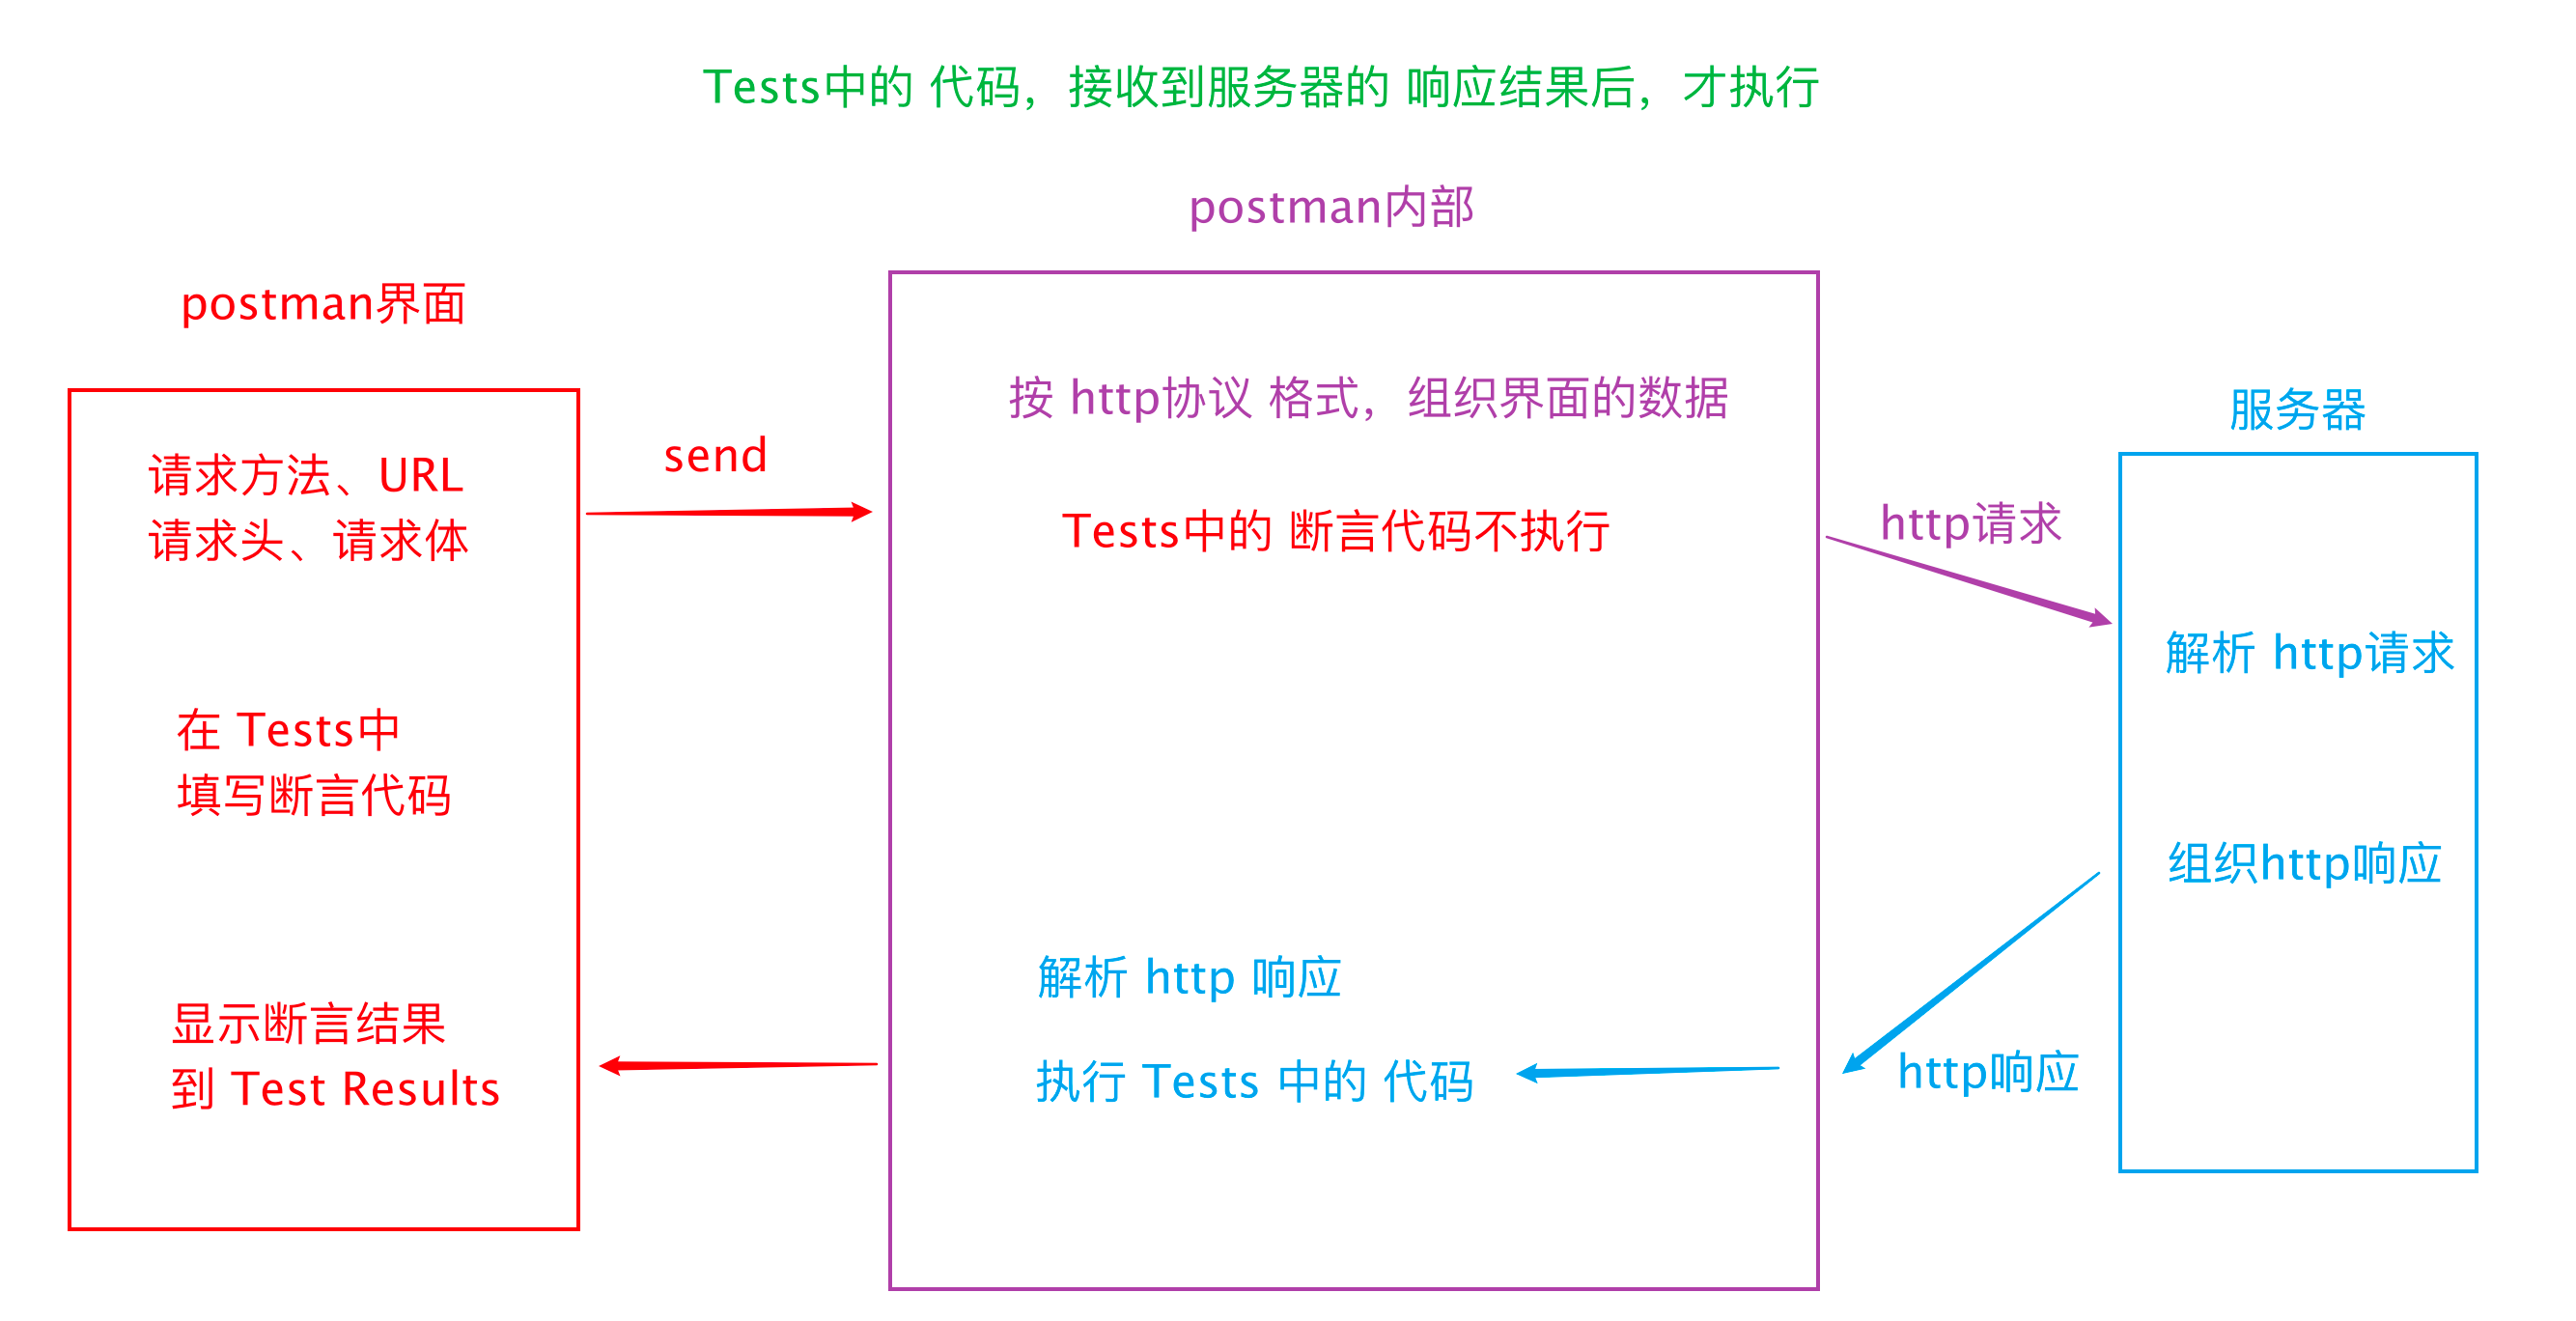 Tests中的 代码，接收到服务器的 响应结果后，才执行
postman内部
postman界面
请求方法、URL
请求头、请求体
send
按 http协议 格式，组织界面的数据
Tests中的 断言代码不执行
http请求
服务器
解析 http请求
在 Tests中
填写断言代码
组织http响应
解析 http 响应
执行 Tests 中的 代码
http响应
显示断言结果
到 Test Results